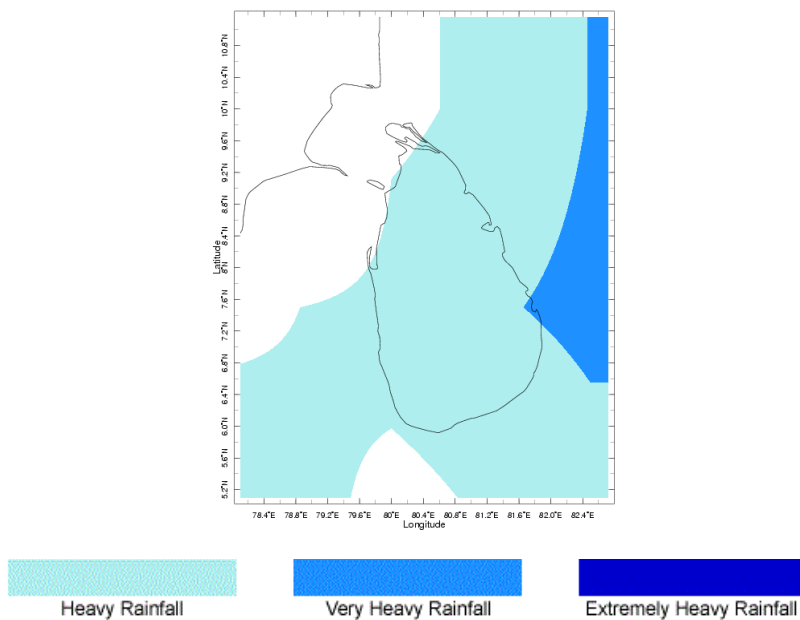 10.8°N
10.4°N
10°N
9.6°N
9.2°N
8.8°N
8.4°N
8°N
7.6°N
7.2°N
6.8°N
6.4°N
6.0°N
5.6°N
5.2°N
Latitude
78.4°E 78.8°E 79.2°E 79.6°E 80°E 80.4°E 80.8°E 81.2°E 81.6°E 82.0°E 82.4°E
Longitude
Heavy Rainfall Very Heavy Rainfall Extremely Heavy Rainfall